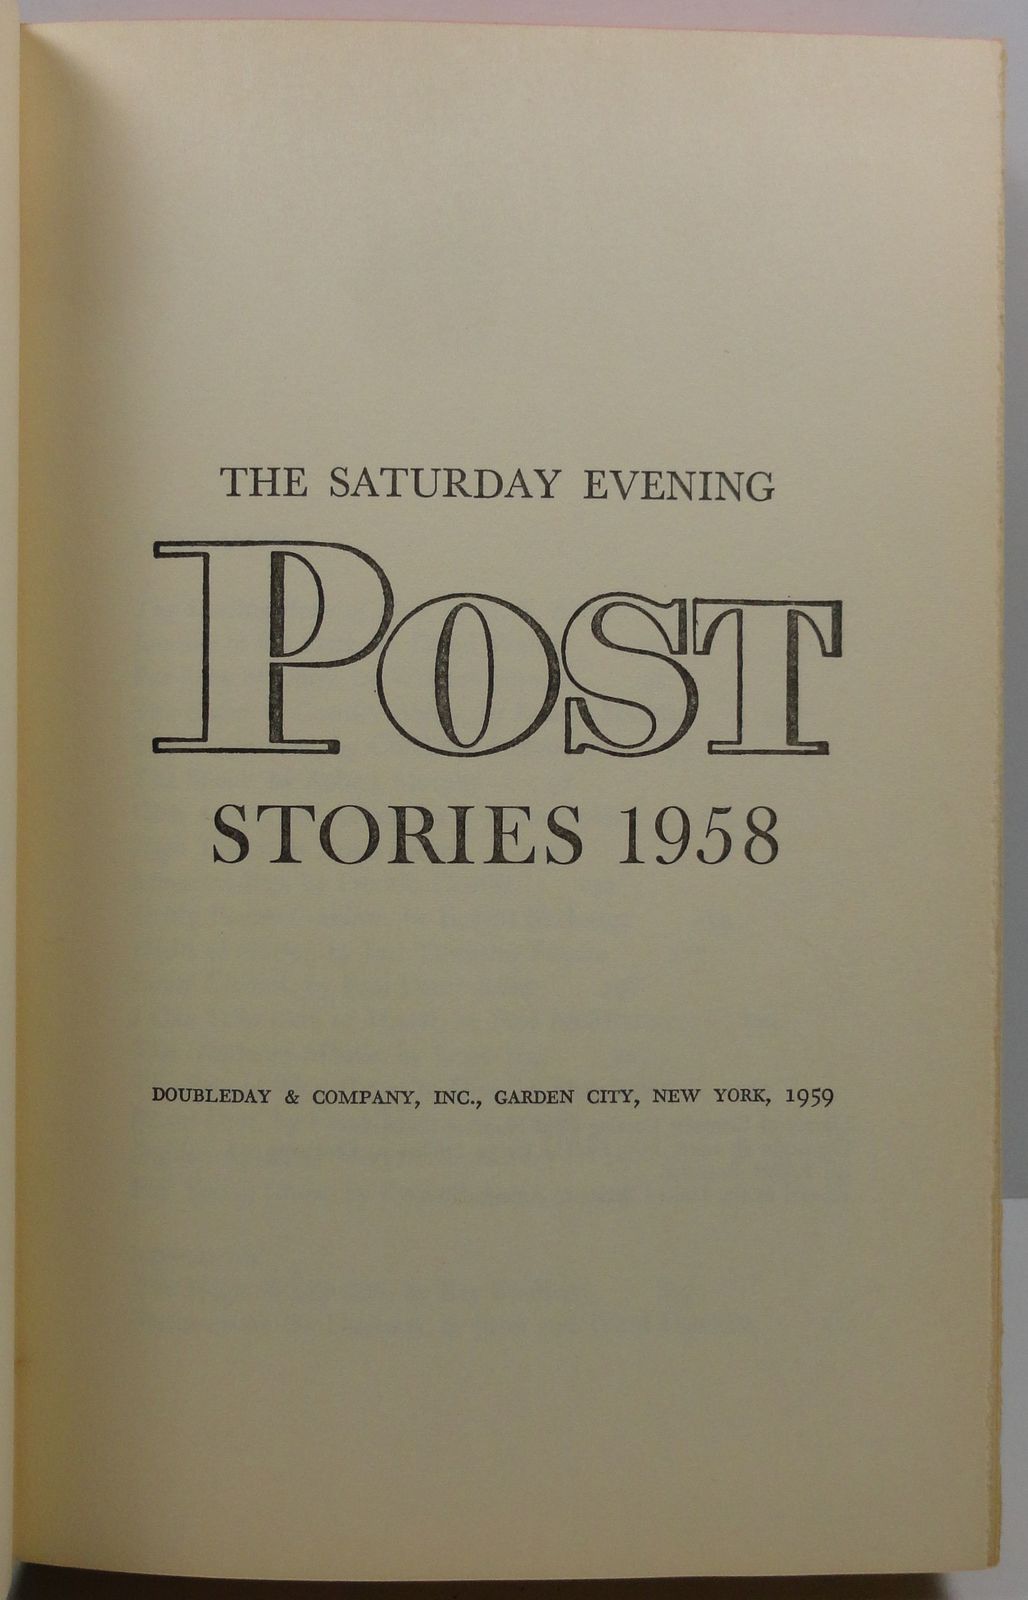 THE SATURDAY EVENING
POST
STORIES 1958
DOUBLEDAY & COMPANY, INC., GARDEN CITY, NEW YORK, 1959